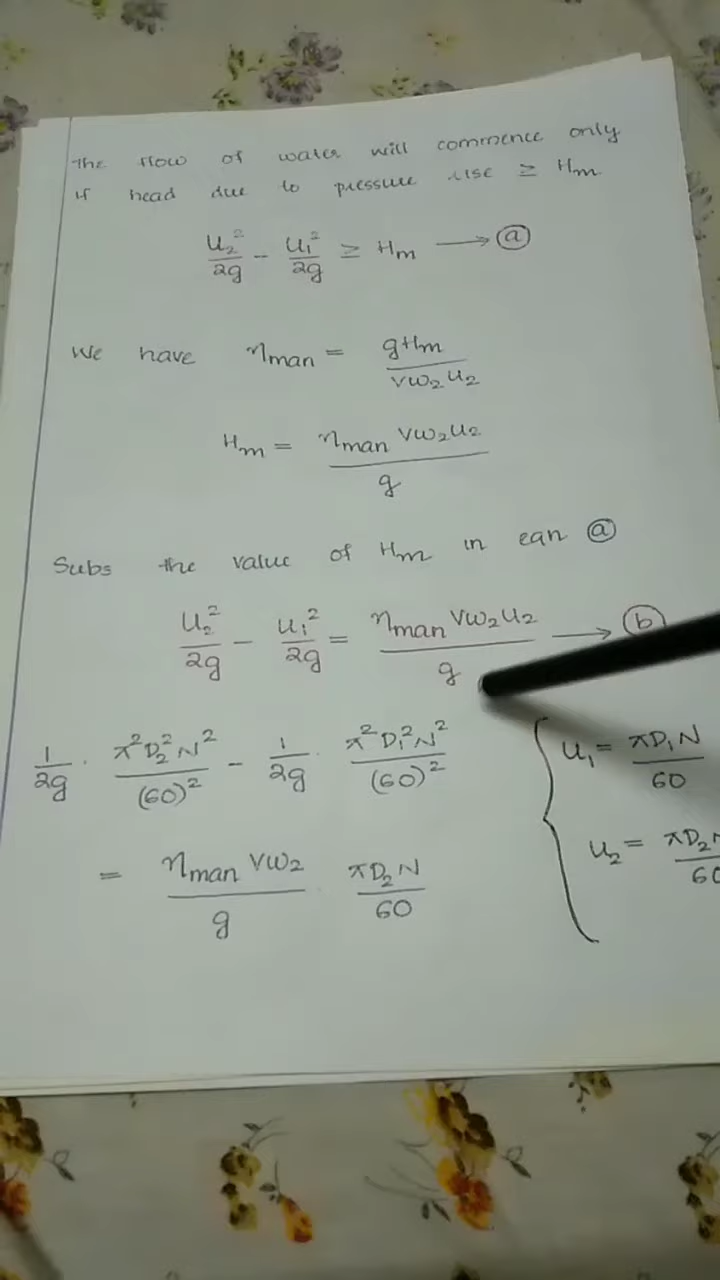 The flow of water will commence only
if head due to pressure rise ≥ Hm
U₂²/2g - U₁²/2g ≥ Hm → (a)
We have ηman = gHm/Vw₂U₂
Hm = ηman Vw₂U₂/g
Subs the value of Hm in eqn (a)
U₂²/2g - U₁²/2g = ηman Vw₂U₂/g → (b)
1/2g · π²D₂²N²/(60)² - 1/2g · π²D₁²N²/(60)²
U₁ = πD₁N/60
U₂ = πD₂N/60
= ηman Vw₂/g · πD₂N/60